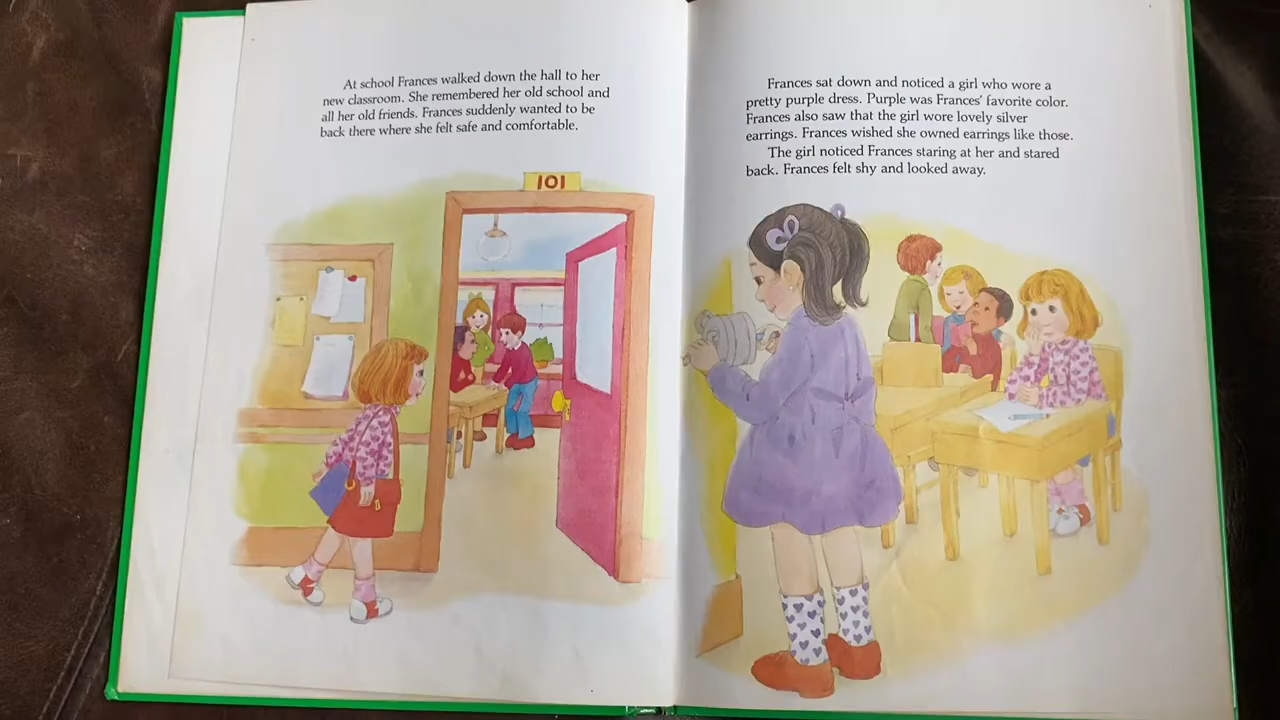 At school Frances walked down the hall to her
new classroom. She remembered her old school and
all her old friends. Frances suddenly wanted to be
back there where she felt safe and comfortable.
101
Frances sat down and noticed a girl who wore a
pretty purple dress. Purple was Frances' favorite color.
Frances also saw that the girl wore lovely silver
earrings. Frances wished she owned earrings like those.
The girl noticed Frances staring at her and stared
back. Frances felt shy and looked away.